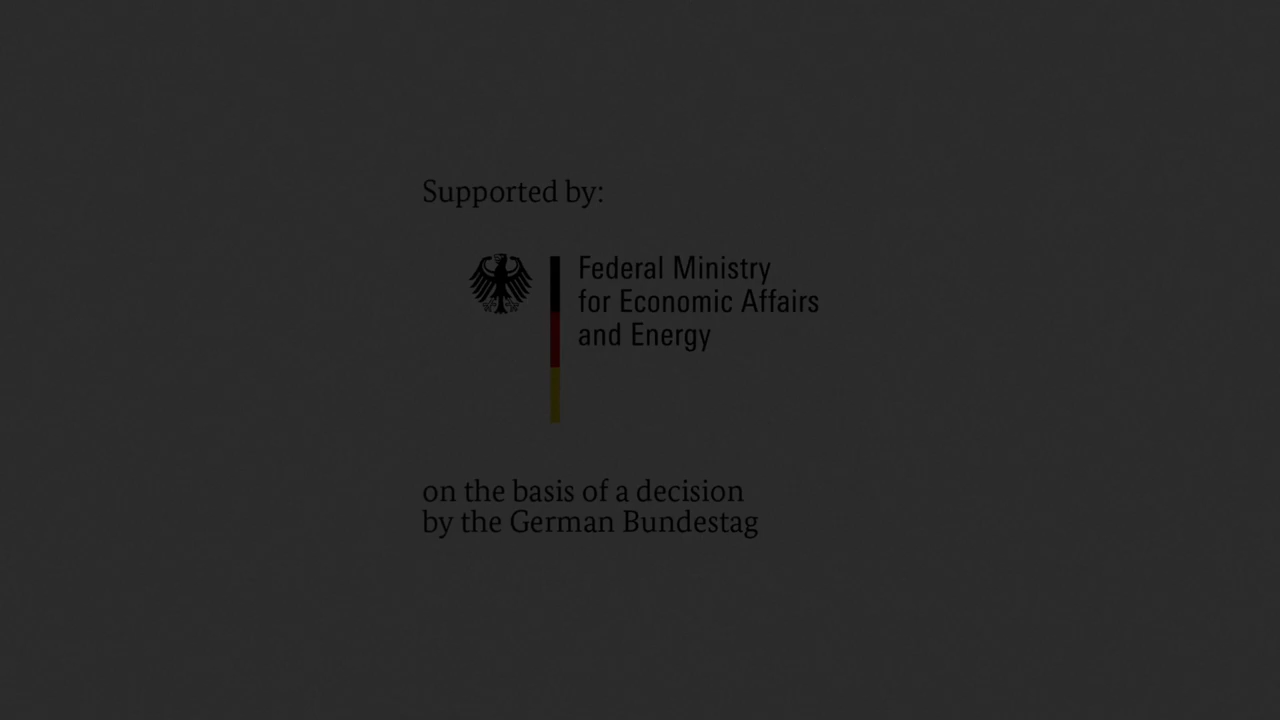 Supported by:
Federal Ministry
for Economic Affairs
and Energy
on the basis of a decision
by the German Bundestag